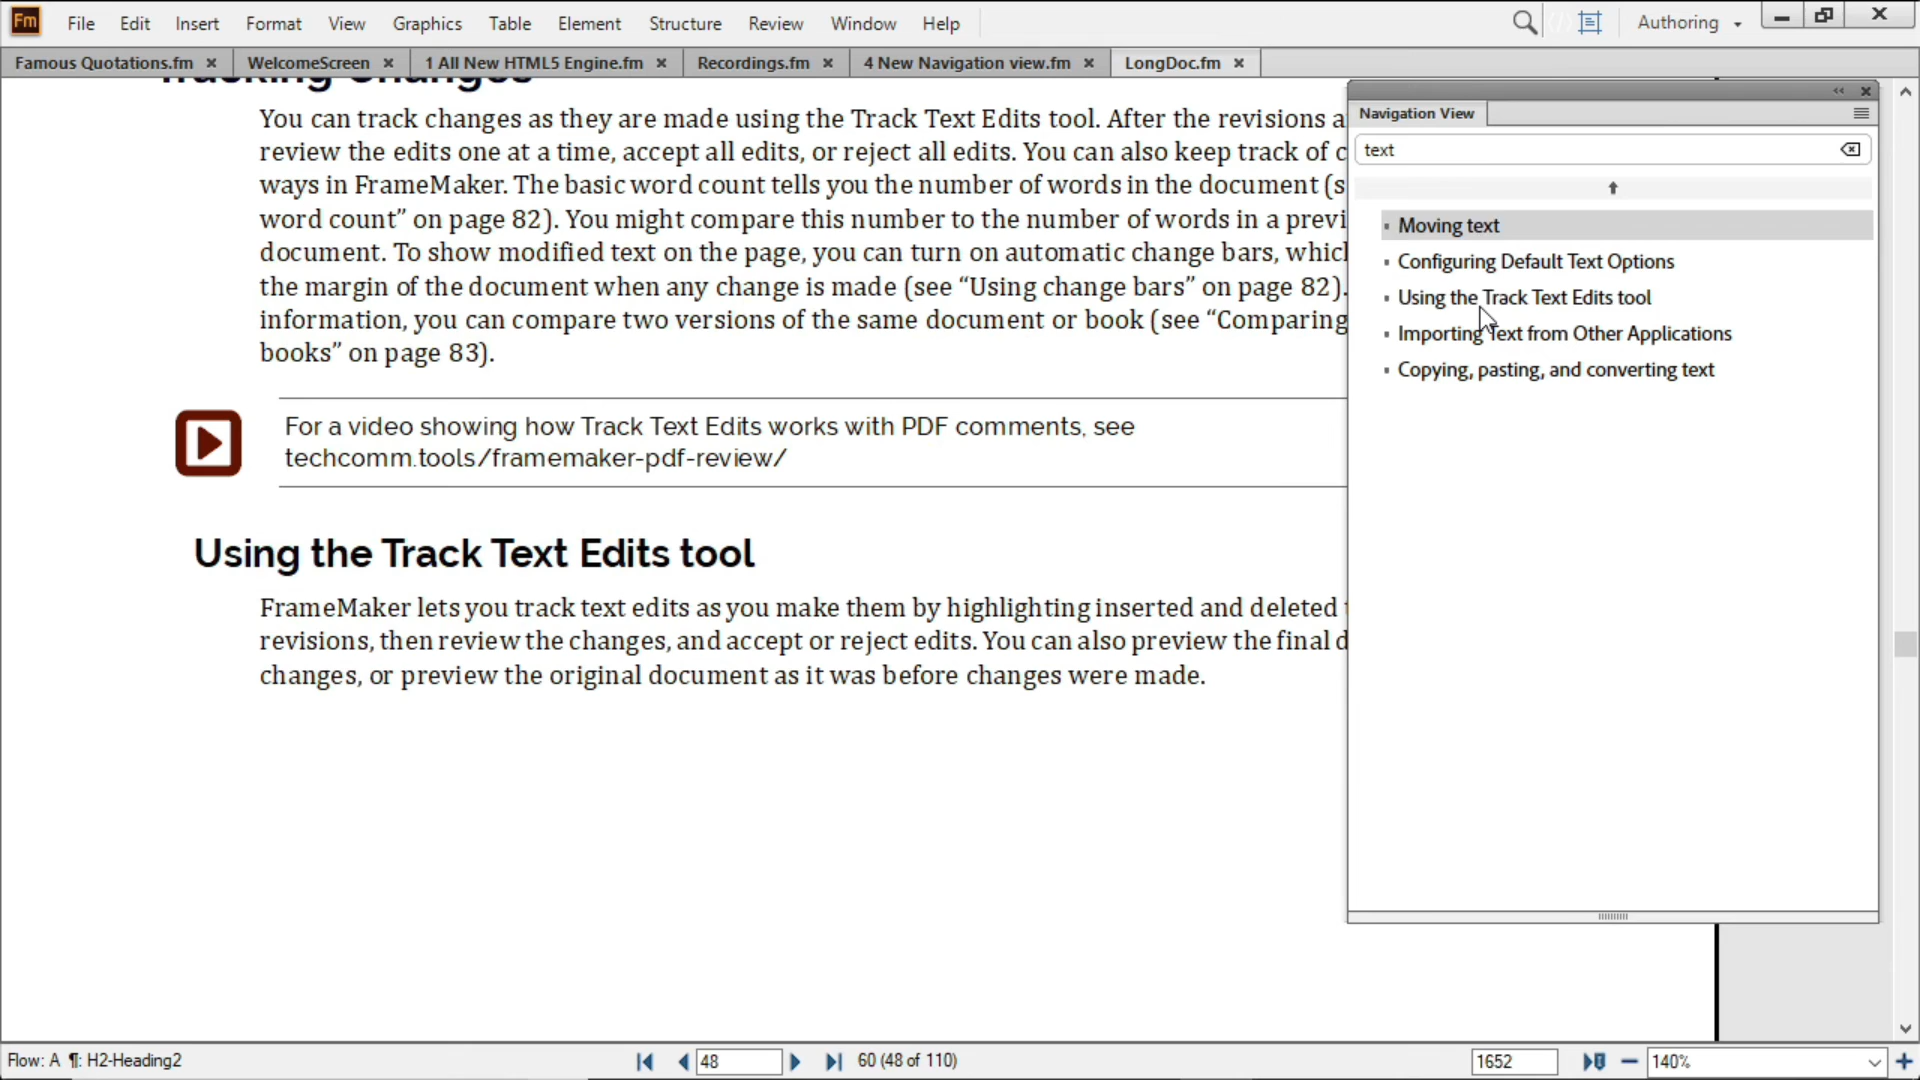 Fm File Edit Insert Format View Graphics Table Element Structure Review Window Help Authoring
Famous Quotations.fm WelcomeScreen 1 All New HTML5 Engine.fm Recordings.fm 4 New Navigation view.fm LongDoc.fm
Tracking Changes
You can track changes as they are made using the Track Text Edits tool. After the revisions a
review the edits one at a time, accept all edits, or reject all edits. You can also keep track of c
ways in FrameMaker. The basic word count tells you the number of words in the document (s
word count” on page 82). You might compare this number to the number of words in a previ
document. To show modified text on the page, you can turn on automatic change bars, whicl
the margin of the document when any change is made (see “Using change bars” on page 82).
information, you can compare two versions of the same document or book (see “Comparing
books” on page 83).
For a video showing how Track Text Edits works with PDF comments, see
techcomm.tools/framemaker-pdf-review/
Using the Track Text Edits tool
FrameMaker lets you track text edits as you make them by highlighting inserted and deleted
revisions, then review the changes, and accept or reject edits. You can also preview the final d
changes, or preview the original document as it was before changes were made.
Navigation View
text
Moving text
Configuring Default Text Options
Using the Track Text Edits tool
Importing Text from Other Applications
Copying, pasting, and converting text
Flow: A ¶: H2-Heading2 48 60 (48 of 110) 1652 140%